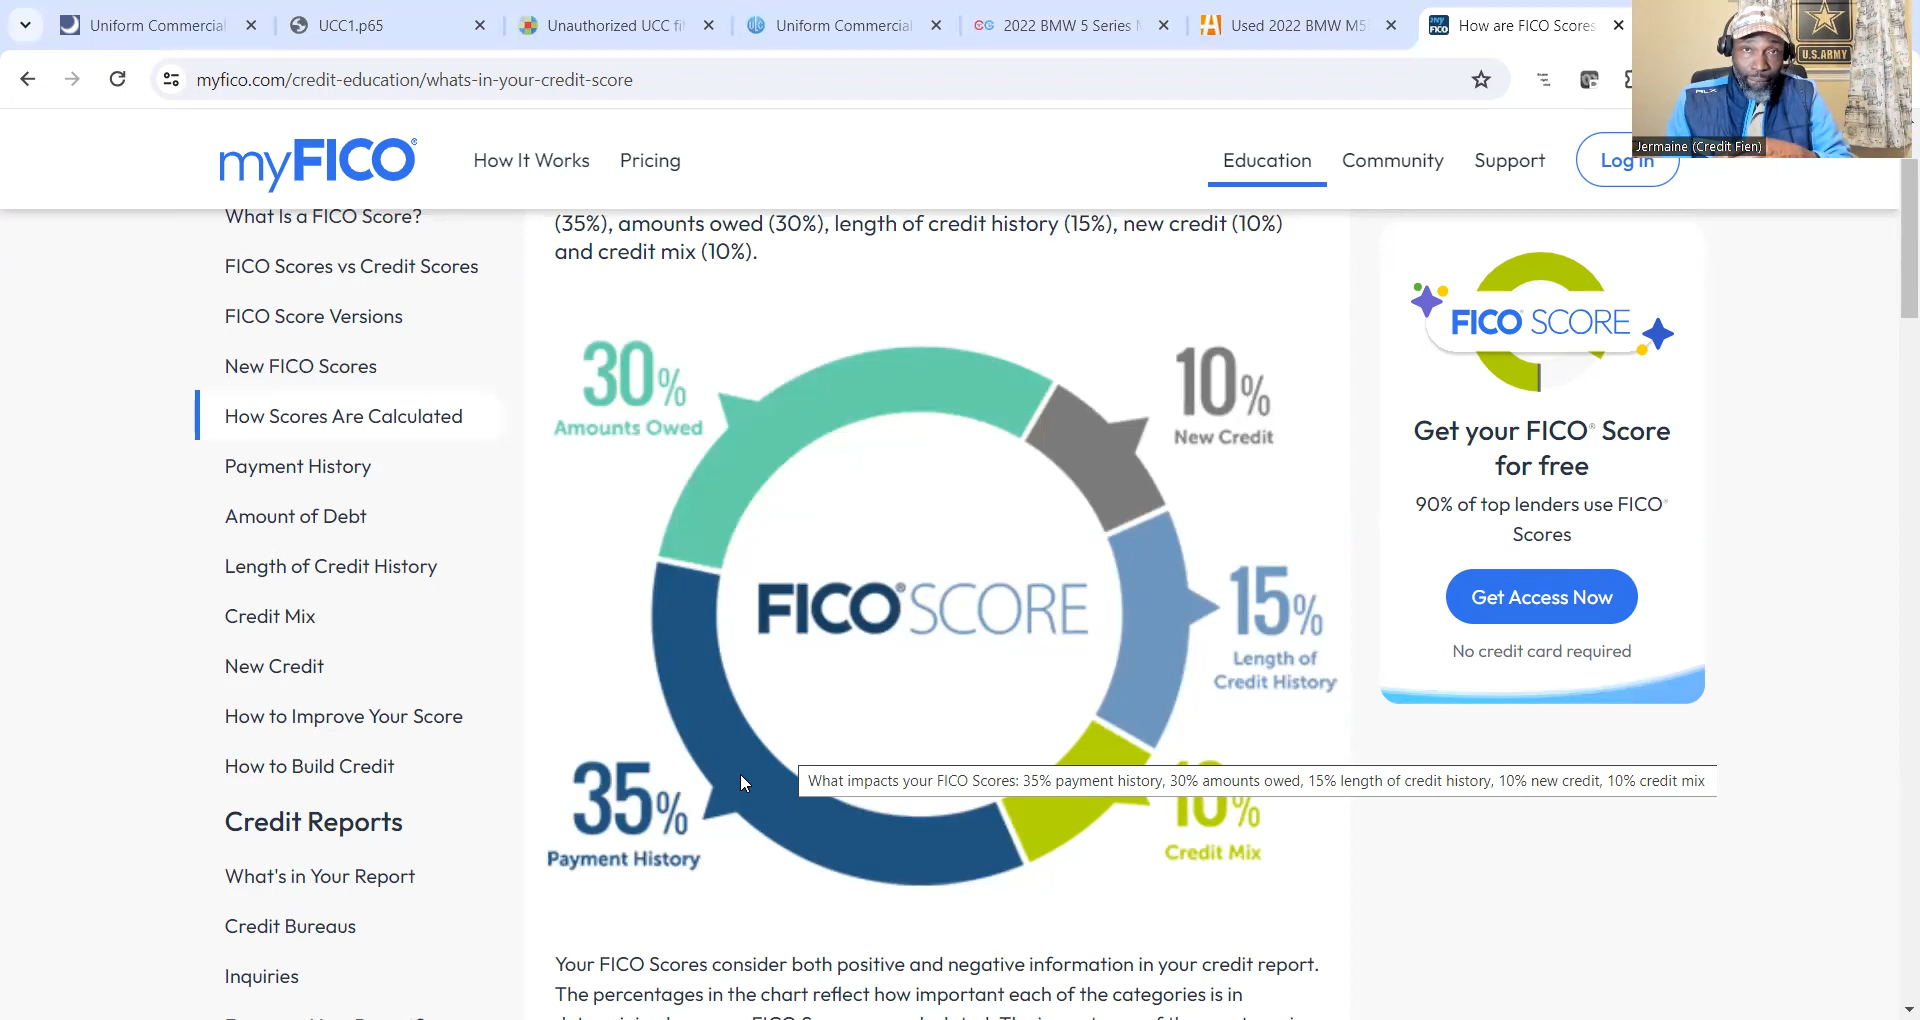 Uniform Commercial
UCC1.p65
Unauthorized UCC fi
Uniform Commercial
CG
2022 BMW 5 Series
Used 2022 BMW M5
my FICO
How are FICO Scores
myfico.com/credit-education/whats-in-your-credit-score
U.S.ARMY
RLX
Jermaine (Credit Fien)
myFICO®
How It Works
Pricing
Education
Community
Support
Log in
What Is a FICO Score?
FICO Scores vs Credit Scores
FICO Score Versions
New FICO Scores
How Scores Are Calculated
Payment History
Amount of Debt
Length of Credit History
Credit Mix
New Credit
How to Improve Your Score
How to Build Credit
Credit Reports
What's in Your Report
Credit Bureaus
Inquiries
(35%), amounts owed (30%), length of credit history (15%), new credit (10%)
and credit mix (10%).
30%
Amounts Owed
10%
New Credit
FICO® SCORE
15%
Length of
Credit History
35%
Payment History
What impacts your FICO Scores: 35% payment history, 30% amounts owed, 15% length of credit history, 10% new credit, 10% credit mix
10%
Credit Mix
Your FICO Scores consider both positive and negative information in your credit report.
The percentages in the chart reflect how important each of the categories is in
FICO SCORE
Get your FICO® Score
for free
90% of top lenders use FICO®
Scores
Get Access Now
No credit card required